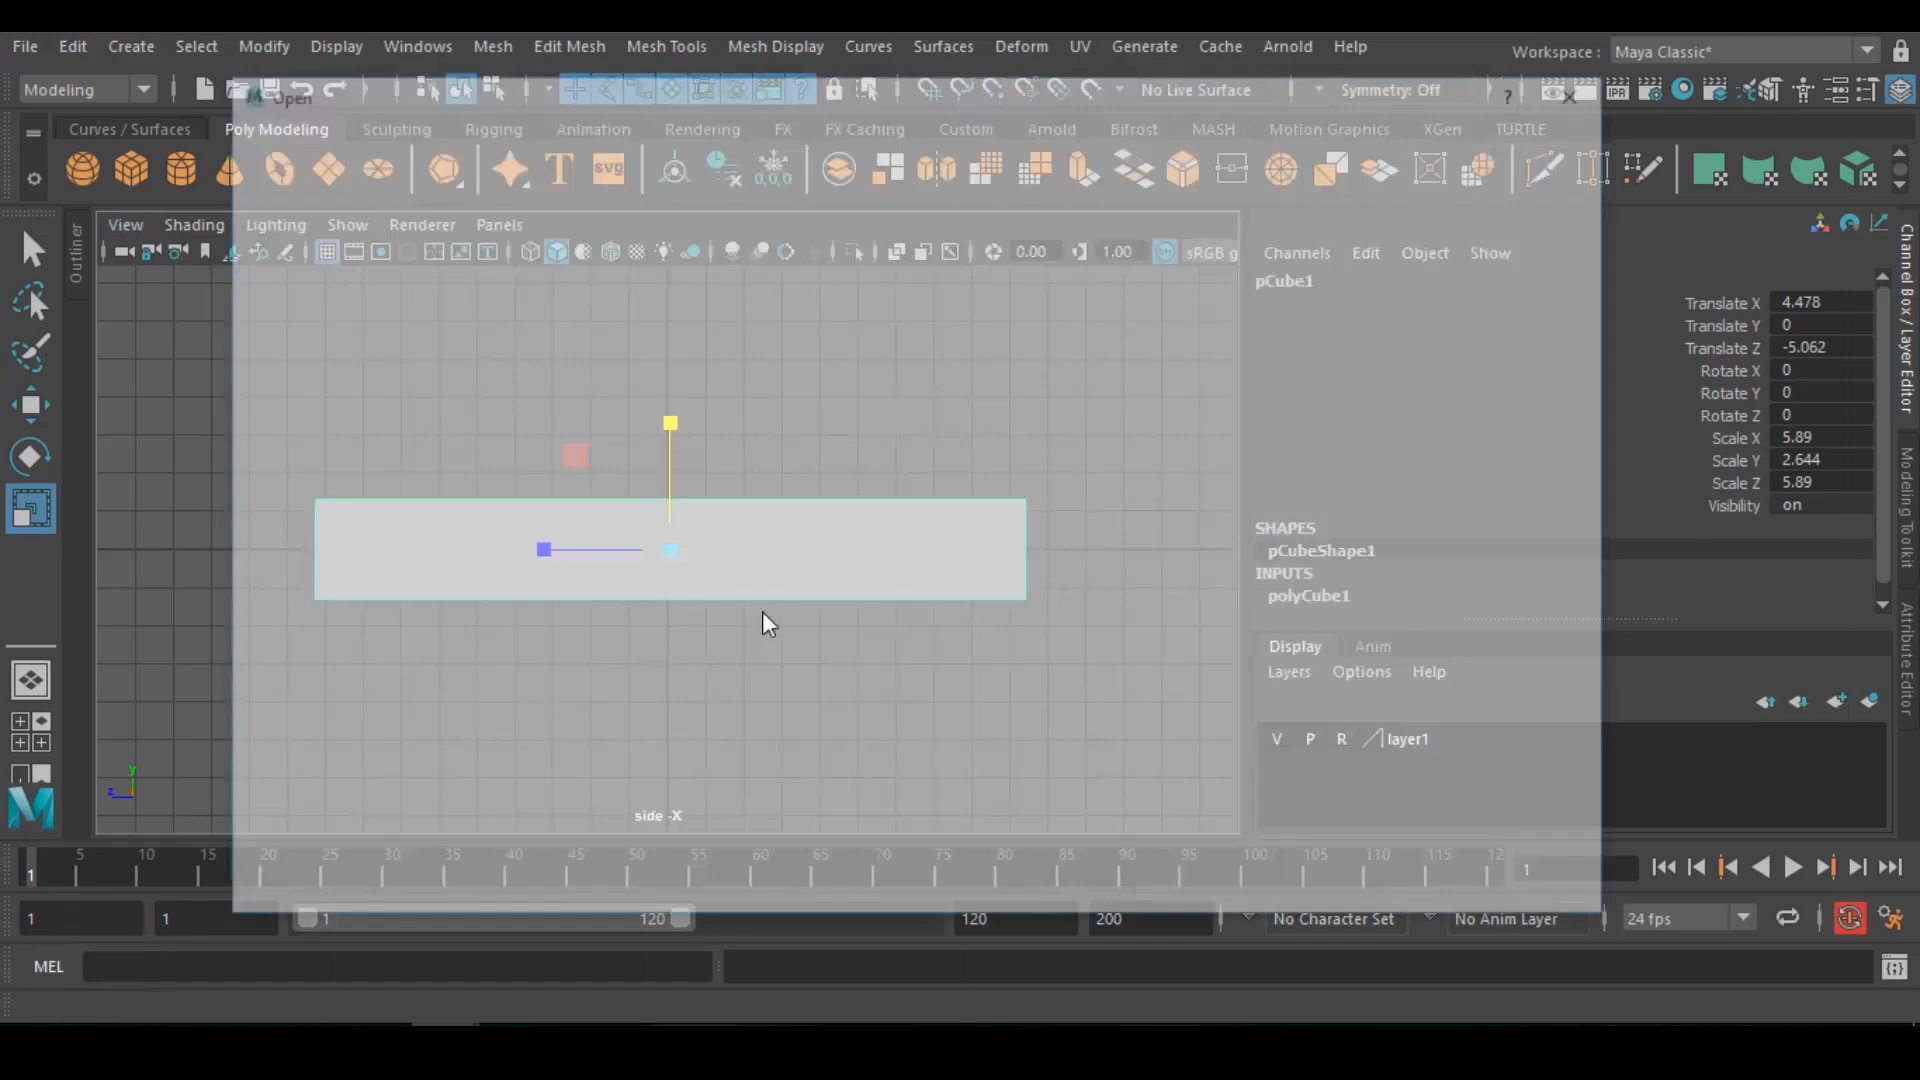 File Edit Create Select Modify Display Windows Mesh Edit Mesh Mesh Tools Mesh Display Curves Surfaces Deform UV Generate Cache Arnold Help
Workspace : Maya Classic*
Modeling
Open
No Live Surface
Symmetry: Off
?
IPR
Curves / Surfaces Poly Modeling Sculpting Rigging Animation Rendering FX FX Caching Custom Arnold Bifrost MASH Motion Graphics XGen TURTLE
T
SVG
0,0,0
Outliner
View Shading Lighting Show Renderer Panels
0.00
1.00
sRGB g
Channels Edit Object Show
pCube1
Translate X 4.478
Translate Y 0
Translate Z -5.062
Rotate X 0
Rotate Y 0
Rotate Z 0
Scale X 5.89
Scale Y 2.644
Scale Z 5.89
Visibility on
SHAPES
pCubeShape1
INPUTS
polyCube1
Display Anim
Layers Options Help
V P R layer1
Channel Box / Layer Editor
Modeling Toolkit
Attribute Editor
y
z
side -X
5 10 15 20 25 30 35 40 45 50 55 60 65 70 75 80 85 90 95 100 105 110 115 12
1
1
1
1
1
120
120
200
No Character Set
No Anim Layer
24 fps
MEL